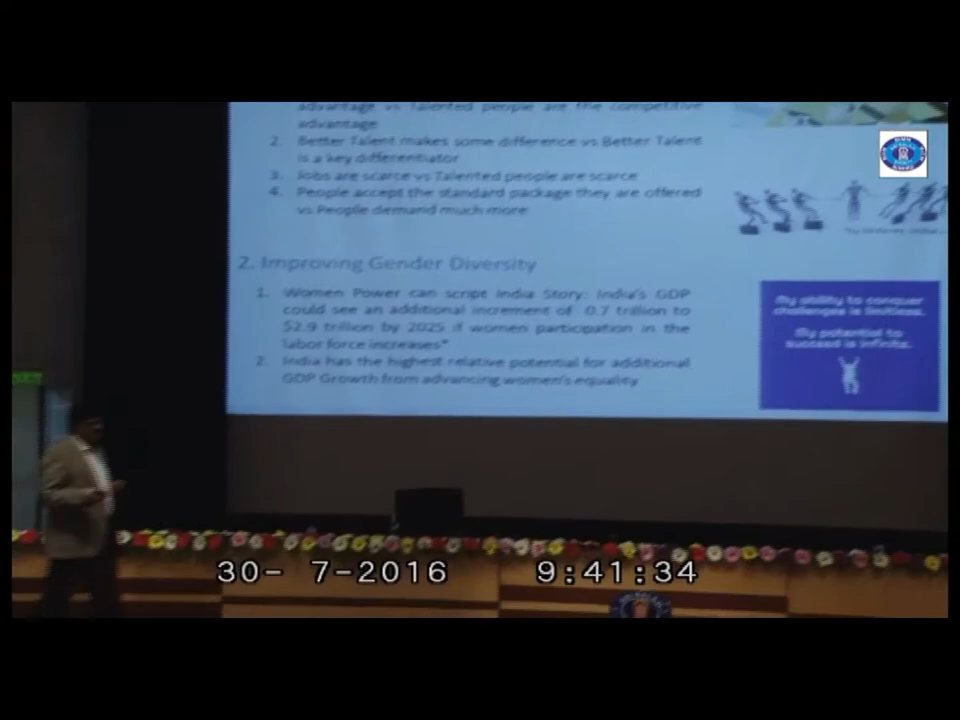 advantage vs Talented people are the competitive
advantage
2. Better Talent makes some difference vs Better Talent
is a key differentiator
3. Jobs are scarce vs Talented people are scarce
4. People accept the standard package they are offered
vs People demand much more
2. Improving Gender Diversity
1. Women Power can script India Story: India's GDP
could see an additional increment of 0.7 trillion to
$2.9 trillion by 2025 if women participation in the
labor force increases*
2. India has the highest relative potential for additional
GDP Growth from advancing women's equality
My ability to conquer
challenges is limitless.
My potential to
succeed is infinite.
30- 7-2016 9:41:34